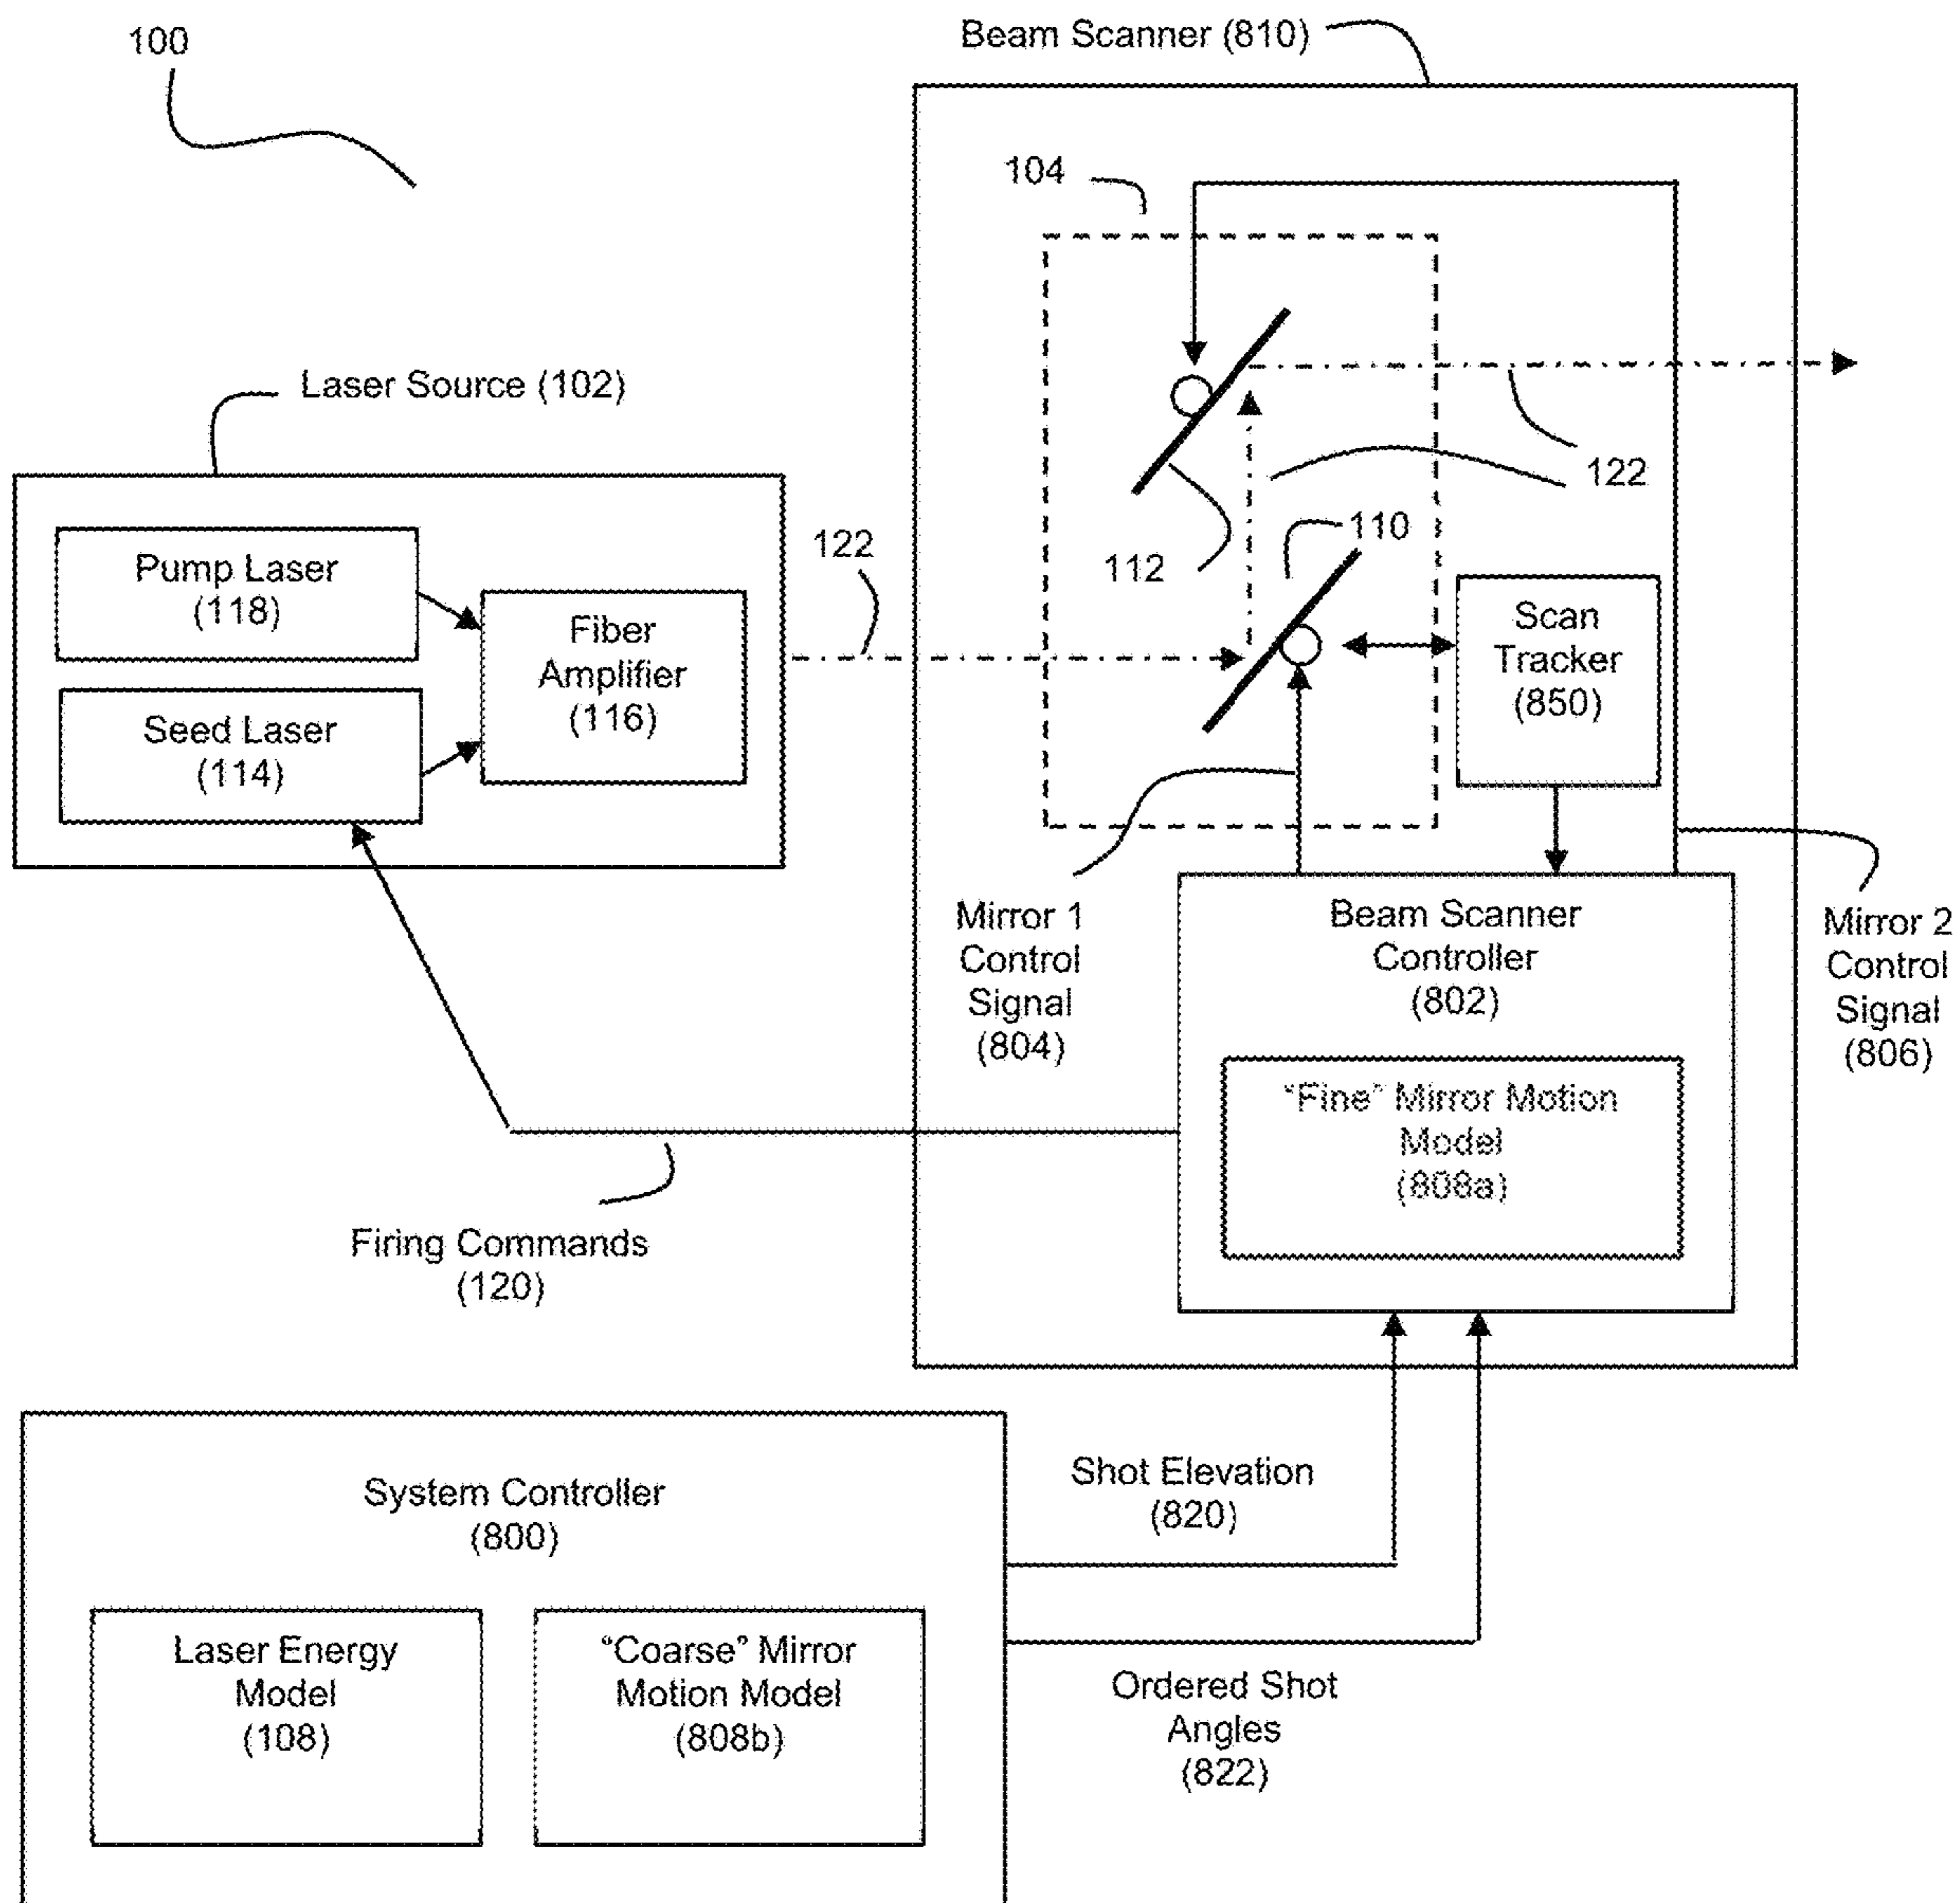 100
Beam Scanner (810)
104
Laser Source (102)
Pump Laser
(118)
Seed Laser
(114)
Fiber
Amplifier
(116)
122
112
110
122
Scan
Tracker
(850)
Mirror 1
Control
Signal
(804)
Beam Scanner
Controller
(802)
"Fine" Mirror Motion
Model
(808a)
Mirror 2
Control
Signal
(806)
Firing Commands
(120)
System Controller
(800)
Laser Energy
Model
(108)
"Coarse" Mirror
Motion Model
(808b)
Shot Elevation
(820)
Ordered Shot
Angles
(822)